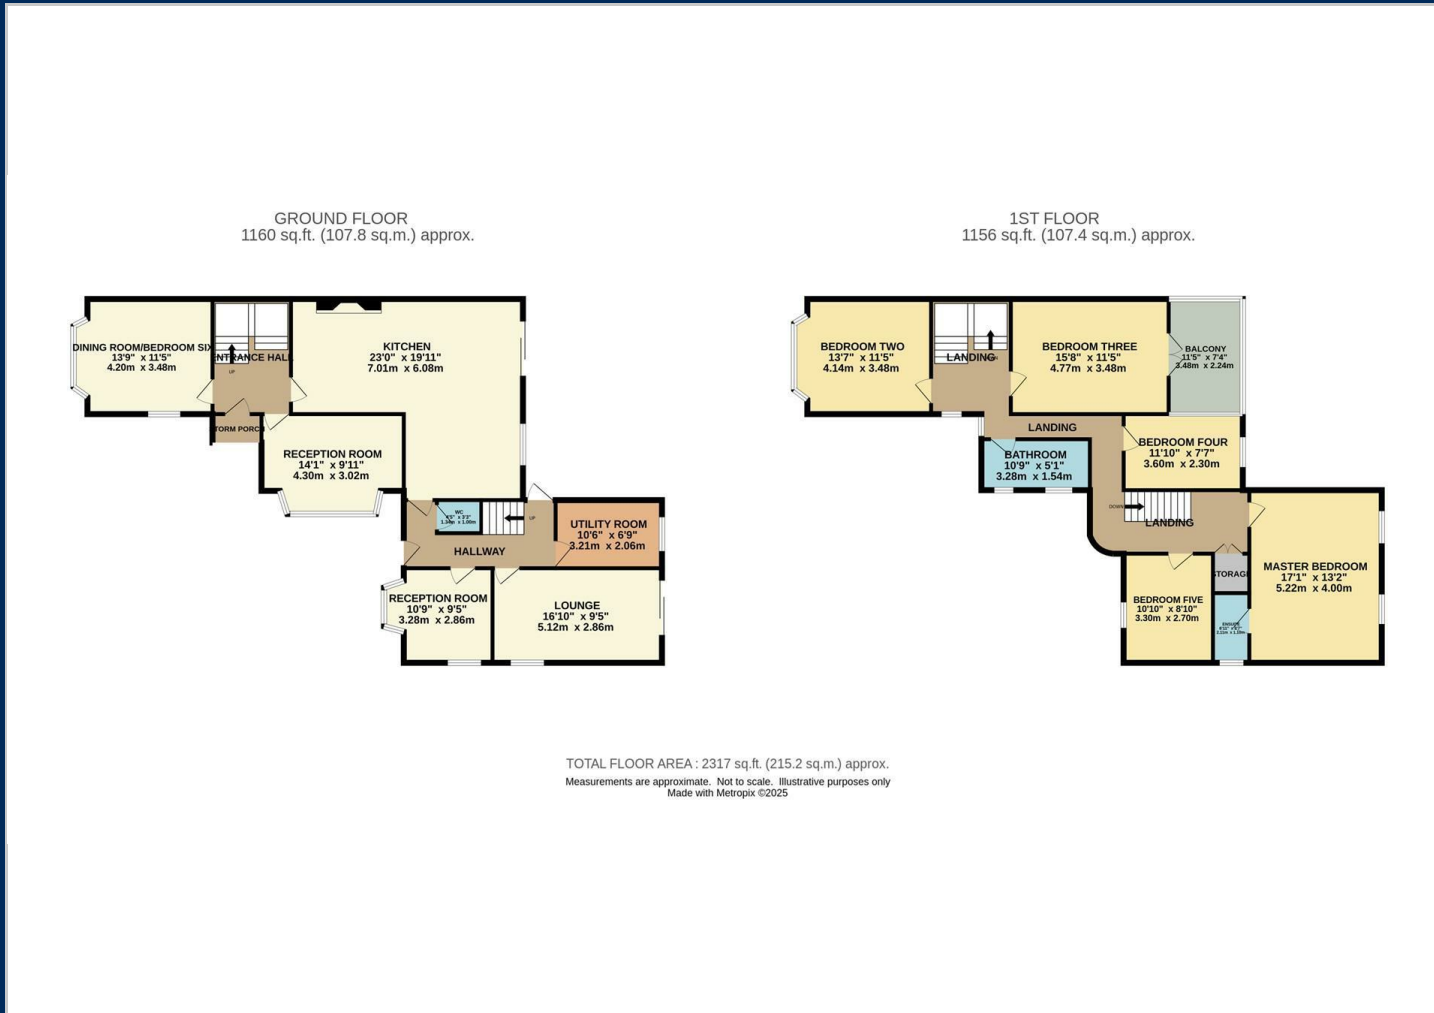 GROUND FLOOR
1160 sq.ft. (107.8 sq.m.) approx.
DINING ROOM/BEDROOM SIX
13'9" x 11'5"
4.20m x 3.48m
ENTRANCE HALL
UP
STORM PORCH
KITCHEN
23'0" x 19'11"
7.01m x 6.08m
RECEPTION ROOM
14'1" x 9'11"
4.30m x 3.02m
WC
UP
UTILITY ROOM
10'6" x 6'9"
3.21m x 2.06m
HALLWAY
RECEPTION ROOM
10'9" x 9'5"
3.28m x 2.86m
LOUNGE
16'10" x 9'5"
5.12m x 2.86m
1ST FLOOR
1156 sq.ft. (107.4 sq.m.) approx.
BEDROOM TWO
13'7" x 11'5"
4.14m x 3.48m
LANDING
BEDROOM THREE
15'8" x 11'5"
4.77m x 3.48m
BALCONY
11'5" x 7'4"
3.48m x 2.24m
LANDING
BATHROOM
10'9" x 5'1"
3.28m x 1.54m
BEDROOM FOUR
11'10" x 7'7"
3.60m x 2.30m
DOWN
LANDING
STORAGE
MASTER BEDROOM
17'1" x 13'2"
5.22m x 4.00m
BEDROOM FIVE
10'10" x 8'10"
3.30m x 2.70m
ENSUITE
TOTAL FLOOR AREA : 2317 sq.ft. (215.2 sq.m.) approx.
Measurements are approximate. Not to scale. Illustrative purposes only
Made with Metropix ©2025